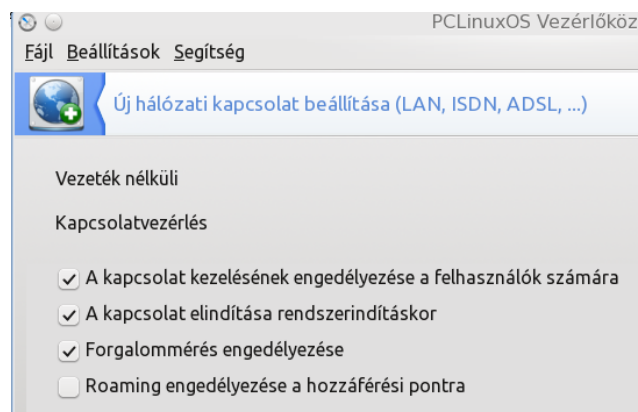 PCLinuxOS Vezérlőköz
Fájl Beállítások Segítség
Új hálózati kapcsolat beállítása (LAN, ISDN, ADSL, ...)
Vezeték nélküli
Kapcsolatvezérlés
A kapcsolat kezelésének engedélyezése a felhasználók számára
A kapcsolat elindítása rendszerindításkor
Forgalommérés engedélyezése
Roaming engedélyezése a hozzáférési pontra